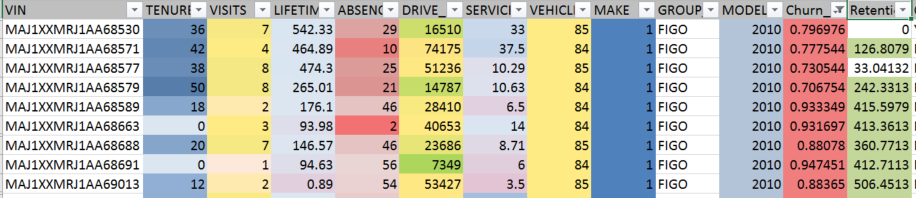 VIN TENURE VISITS LIFETIM ABSENC DRIVE_ SERVICE VEHICLE MAKE GROUP MODEL Churn_ Retenti
MAJ1XXMRJ1AA68530 36 7 542.33 29 16510 33 85 1 FIGO 2010 0.796976 0
MAJ1XXMRJ1AA68571 42 4 464.89 10 74175 37.5 84 1 FIGO 2010 0.777544 126.8079
MAJ1XXMRJ1AA68577 38 8 474.3 25 51236 10.29 85 1 FIGO 2010 0.730544 33.04132
MAJ1XXMRJ1AA68579 50 8 265.01 21 14787 10.63 84 1 FIGO 2010 0.706754 242.3313
MAJ1XXMRJ1AA68589 18 2 176.1 46 28410 6.5 84 1 FIGO 2010 0.933349 415.5979
MAJ1XXMRJ1AA68663 0 3 93.98 2 40653 14 84 1 FIGO 2010 0.931697 413.3613
MAJ1XXMRJ1AA68688 20 7 146.57 46 23686 8.71 85 1 FIGO 2010 0.88078 360.7713
MAJ1XXMRJ1AA68691 0 1 94.63 56 7349 6 84 1 FIGO 2010 0.947451 412.7113
MAJ1XXMRJ1AA69013 12 2 0.89 54 53427 3.5 85 1 FIGO 2010 0.88365 506.4513